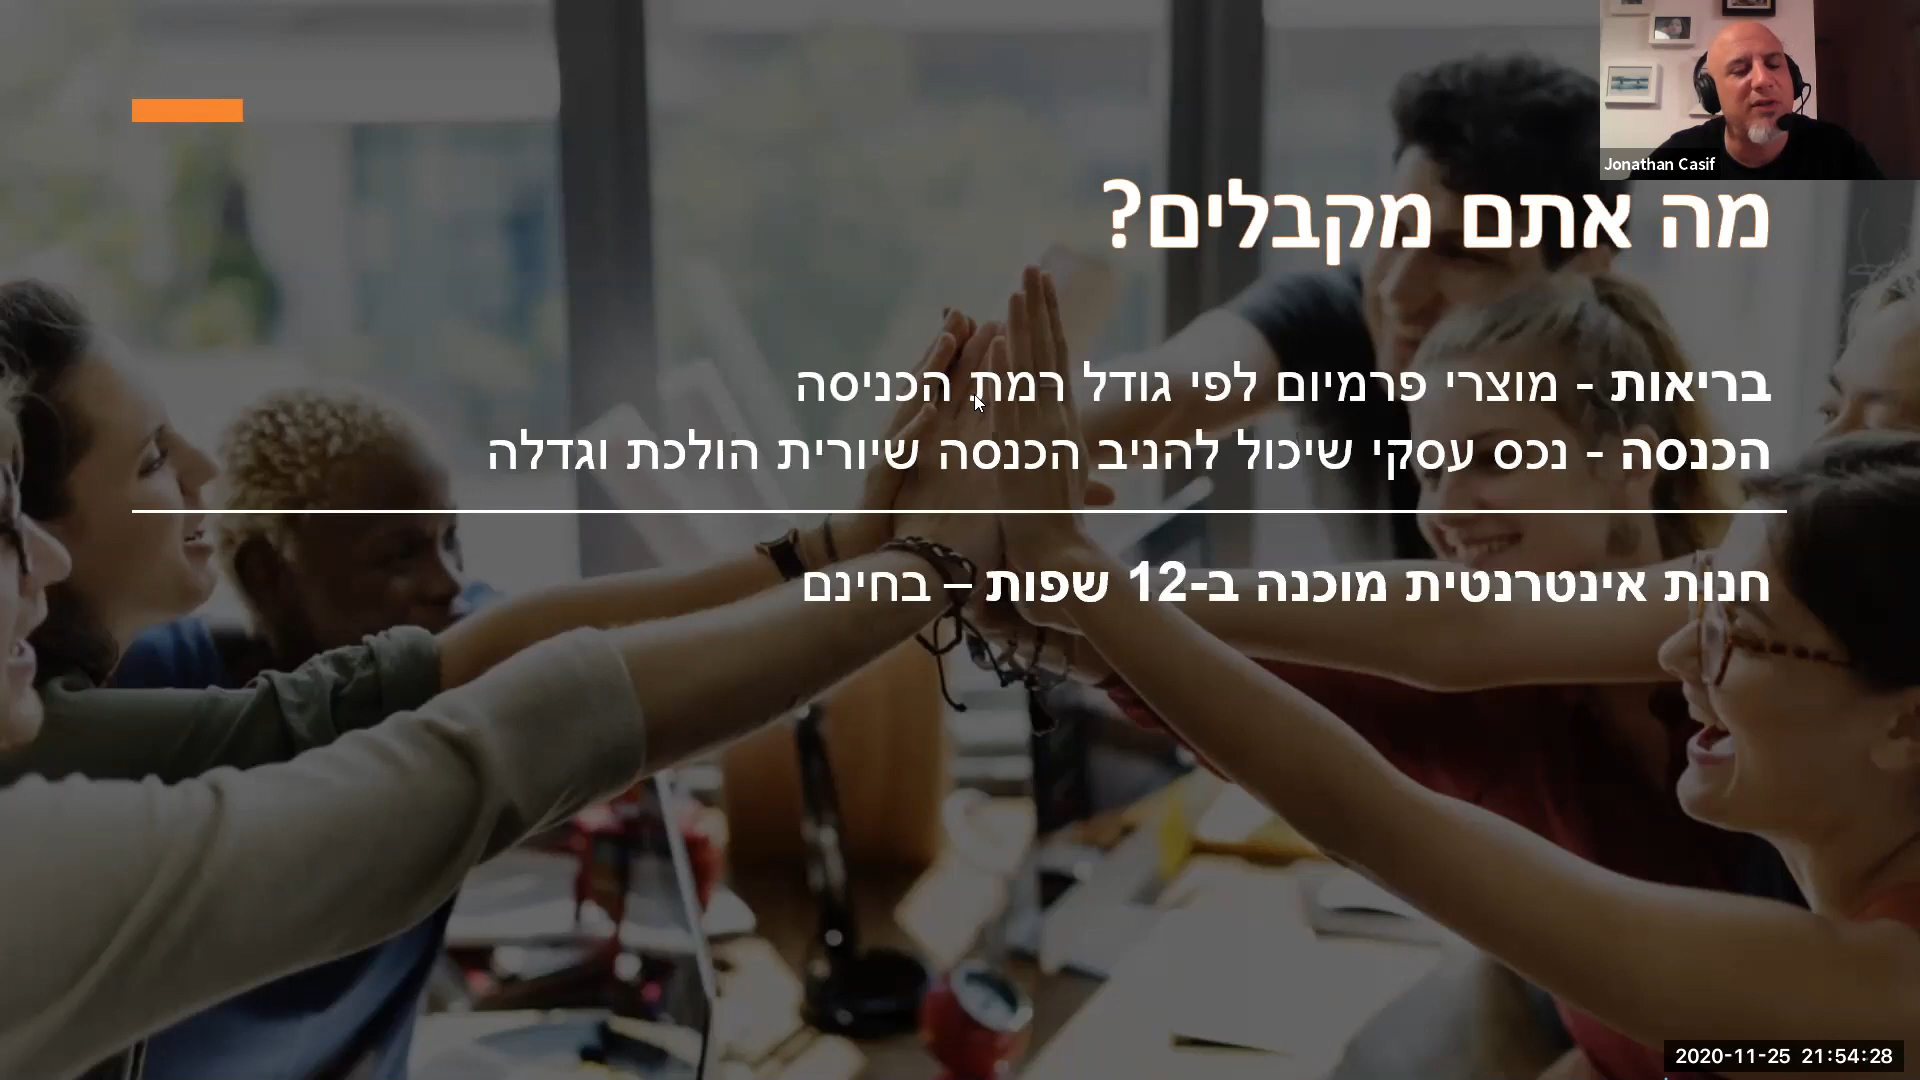 Jonathan Casif
מה אתם מקבלים?
בריאות - מוצרי פרמיום לפי גודל רמת הכניסה
הכנסה - נכס עסקי שיכול להניב הכנסה שיורית הולכת וגדלה
חנות אינטרנטית מוכנה ב-12 שפות – בחינם
2020-11-25 21:54:28